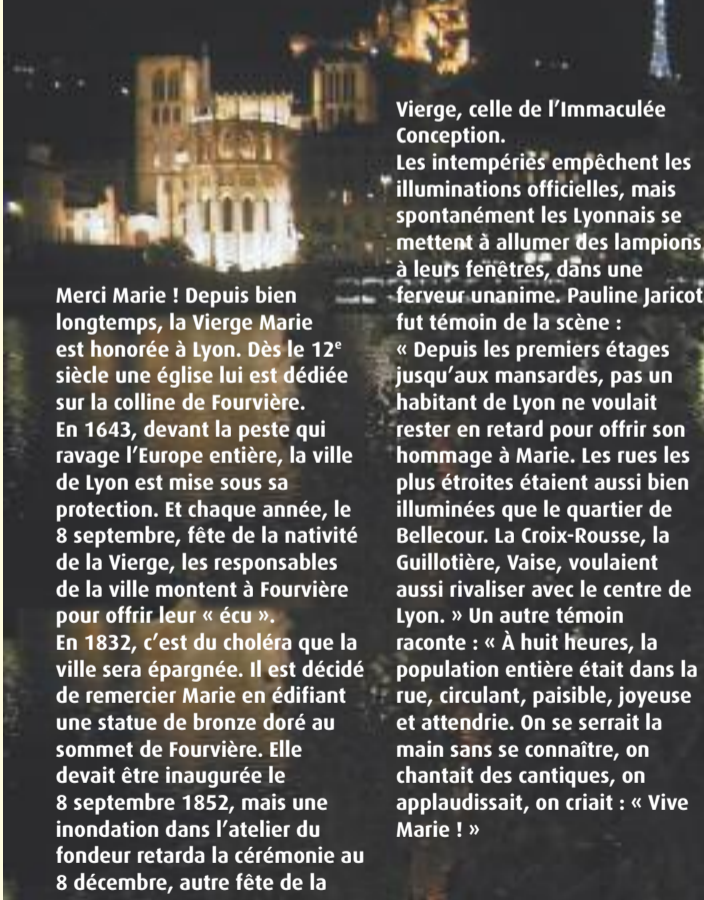 Merci Marie ! Depuis bien
longtemps, la Vierge Marie
est honorée à Lyon. Dès le 12e
siècle une église lui est dédiée
sur la colline de Fourvière.
En 1643, devant la peste qui
ravage l'Europe entière, la ville
de Lyon est mise sous sa
protection. Et chaque année, le
8 septembre, fête de la nativité
de la Vierge, les responsables
de la ville montent à Fourvière
pour offrir leur « écu ».
En 1832, c'est du choléra que la
ville sera épargnée. Il est décidé
de remercier Marie en édifiant
une statue de bronze doré au
sommet de Fourvière. Elle
devait être inaugurée le
8 septembre 1852, mais une
inondation dans l'atelier du
fondeur retarda la cérémonie au
8 décembre, autre fête de la
Vierge, celle de l'Immaculée
Conception.
Les intempéries empêchent les
illuminations officielles, mais
spontanément les Lyonnais se
mettent à allumer des lampions,
à leurs fenêtres, dans une
ferveur unanime. Pauline Jaricot
fut témoin de la scène :
« Depuis les premiers étages
jusqu'aux mansardes, pas un
habitant de Lyon ne voulait
rester en retard pour offrir son
hommage à Marie. Les rues les
plus étroites étaient aussi bien
illuminées que le quartier de
Bellecour. La Croix-Rousse, la
Guillotière, Vaise, voulaient
aussi rivaliser avec le centre de
Lyon. » Un autre témoin
raconte : « À huit heures, la
population entière était dans la
rue, circulant, paisible, joyeuse
et attendrie. On se serrait la
main sans se connaître, on
chantait des cantiques, on
applaudissait, on criait : « Vive
Marie ! »